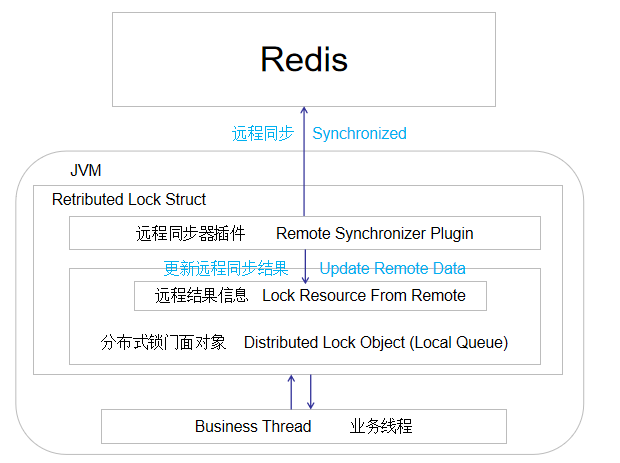 Redis
远程同步 Synchronized
JVM
Retributed Lock Struct
远程同步器插件 Remote Synchronizer Plugin
更新远程同步结果 Update Remote Data
远程结果信息 Lock Resource From Remote
分布式锁门面对象 Distributed Lock Object (Local Queue)
Business Thread 业务线程